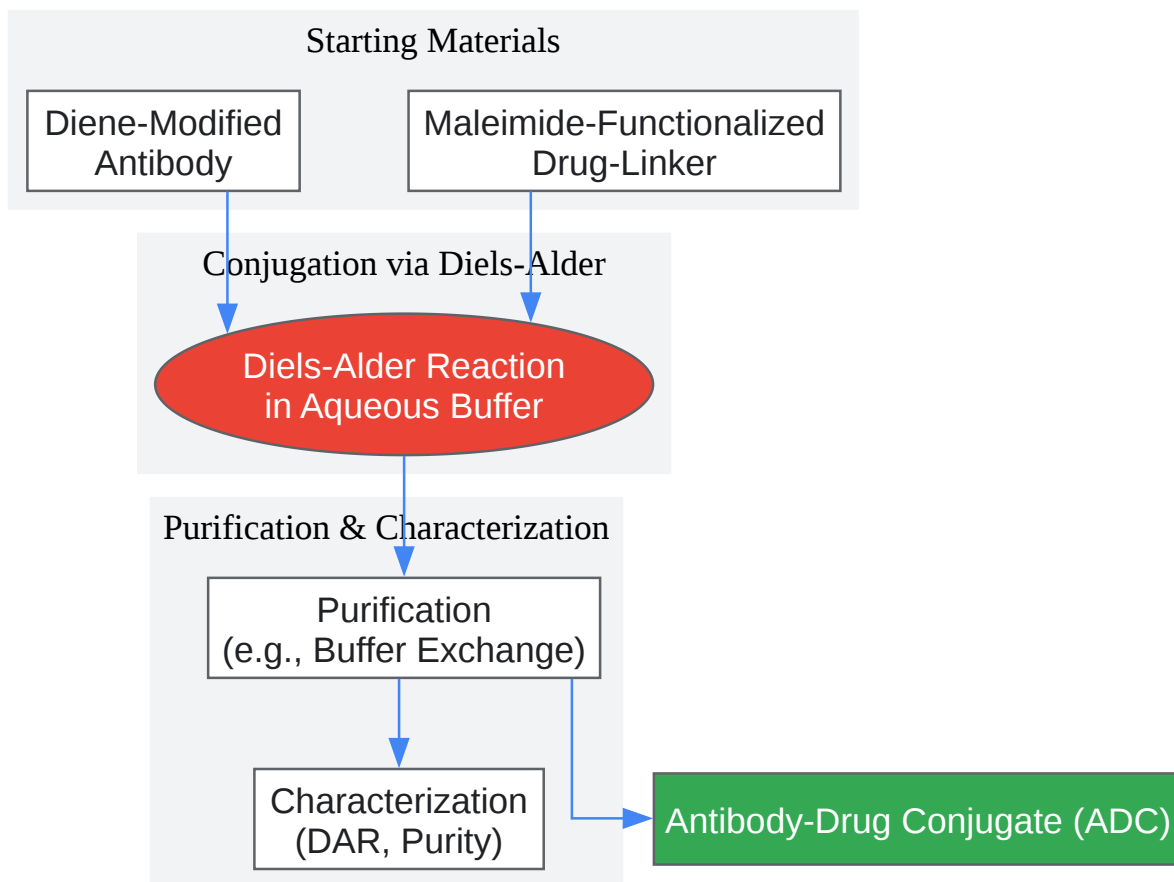 Starting Materials
Diene-Modified
Antibody
Maleimide-Functionalized
Drug-Linker
Conjugation via Diels-Alder
Diels-Alder Reaction
in Aqueous Buffer
Purification & Characterization
Purification
(e.g., Buffer Exchange)
Characterization
(DAR, Purity)
Antibody-Drug Conjugate (ADC)